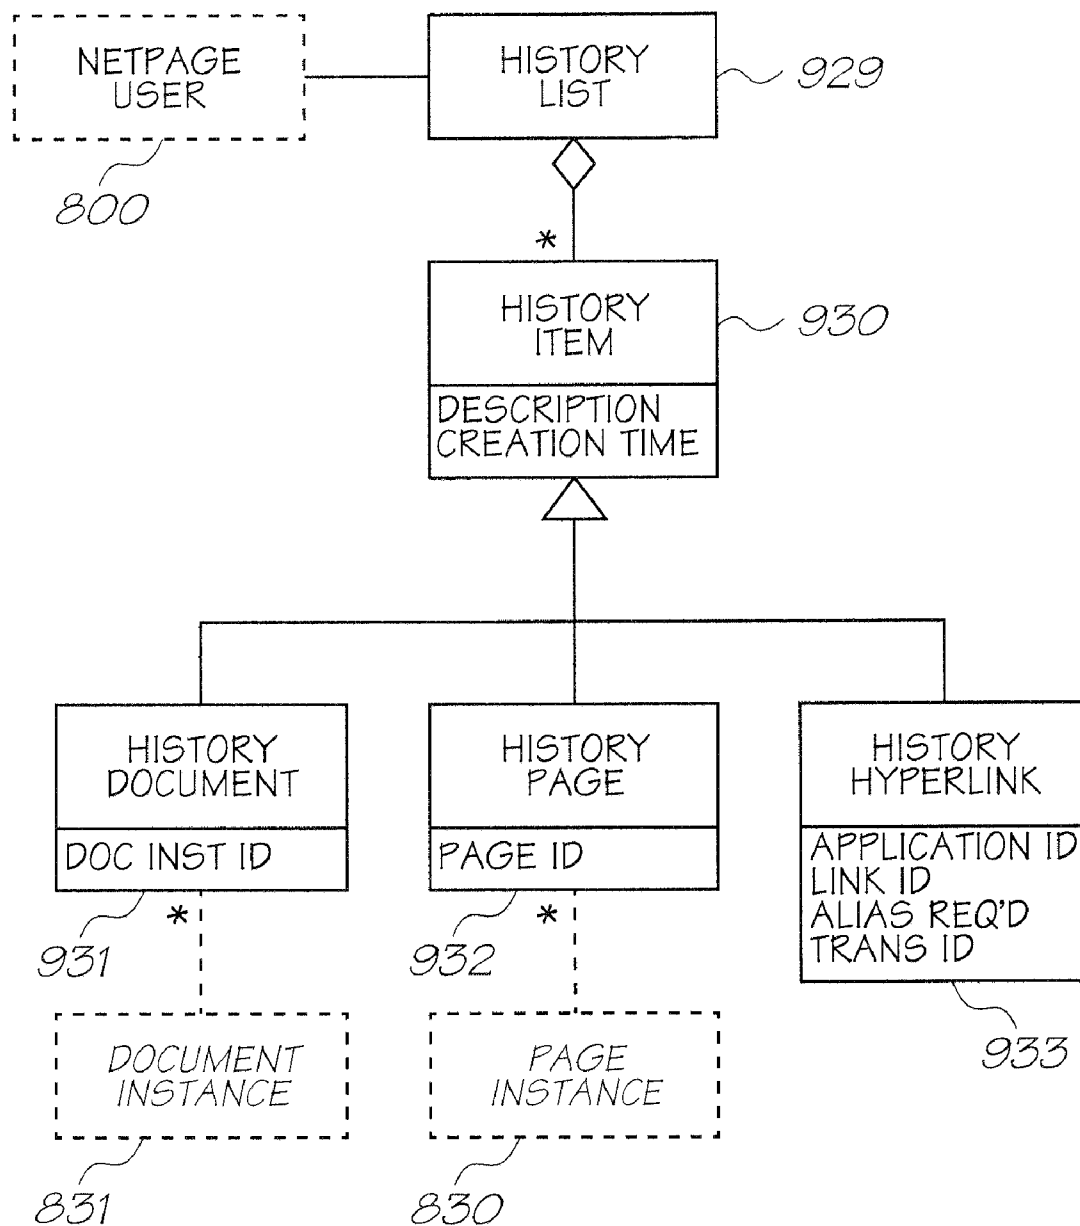 NETPAGE
USER
800
HISTORY
LIST
929
*
HISTORY
ITEM
930
DESCRIPTION
CREATION TIME
HISTORY
DOCUMENT
DOC INST ID
931
*
HISTORY
PAGE
PAGE ID
932
*
HISTORY
HYPERLINK
APPLICATION ID
LINK ID
ALIAS REQ'D
TRANS ID
933
DOCUMENT
INSTANCE
831
PAGE
INSTANCE
830